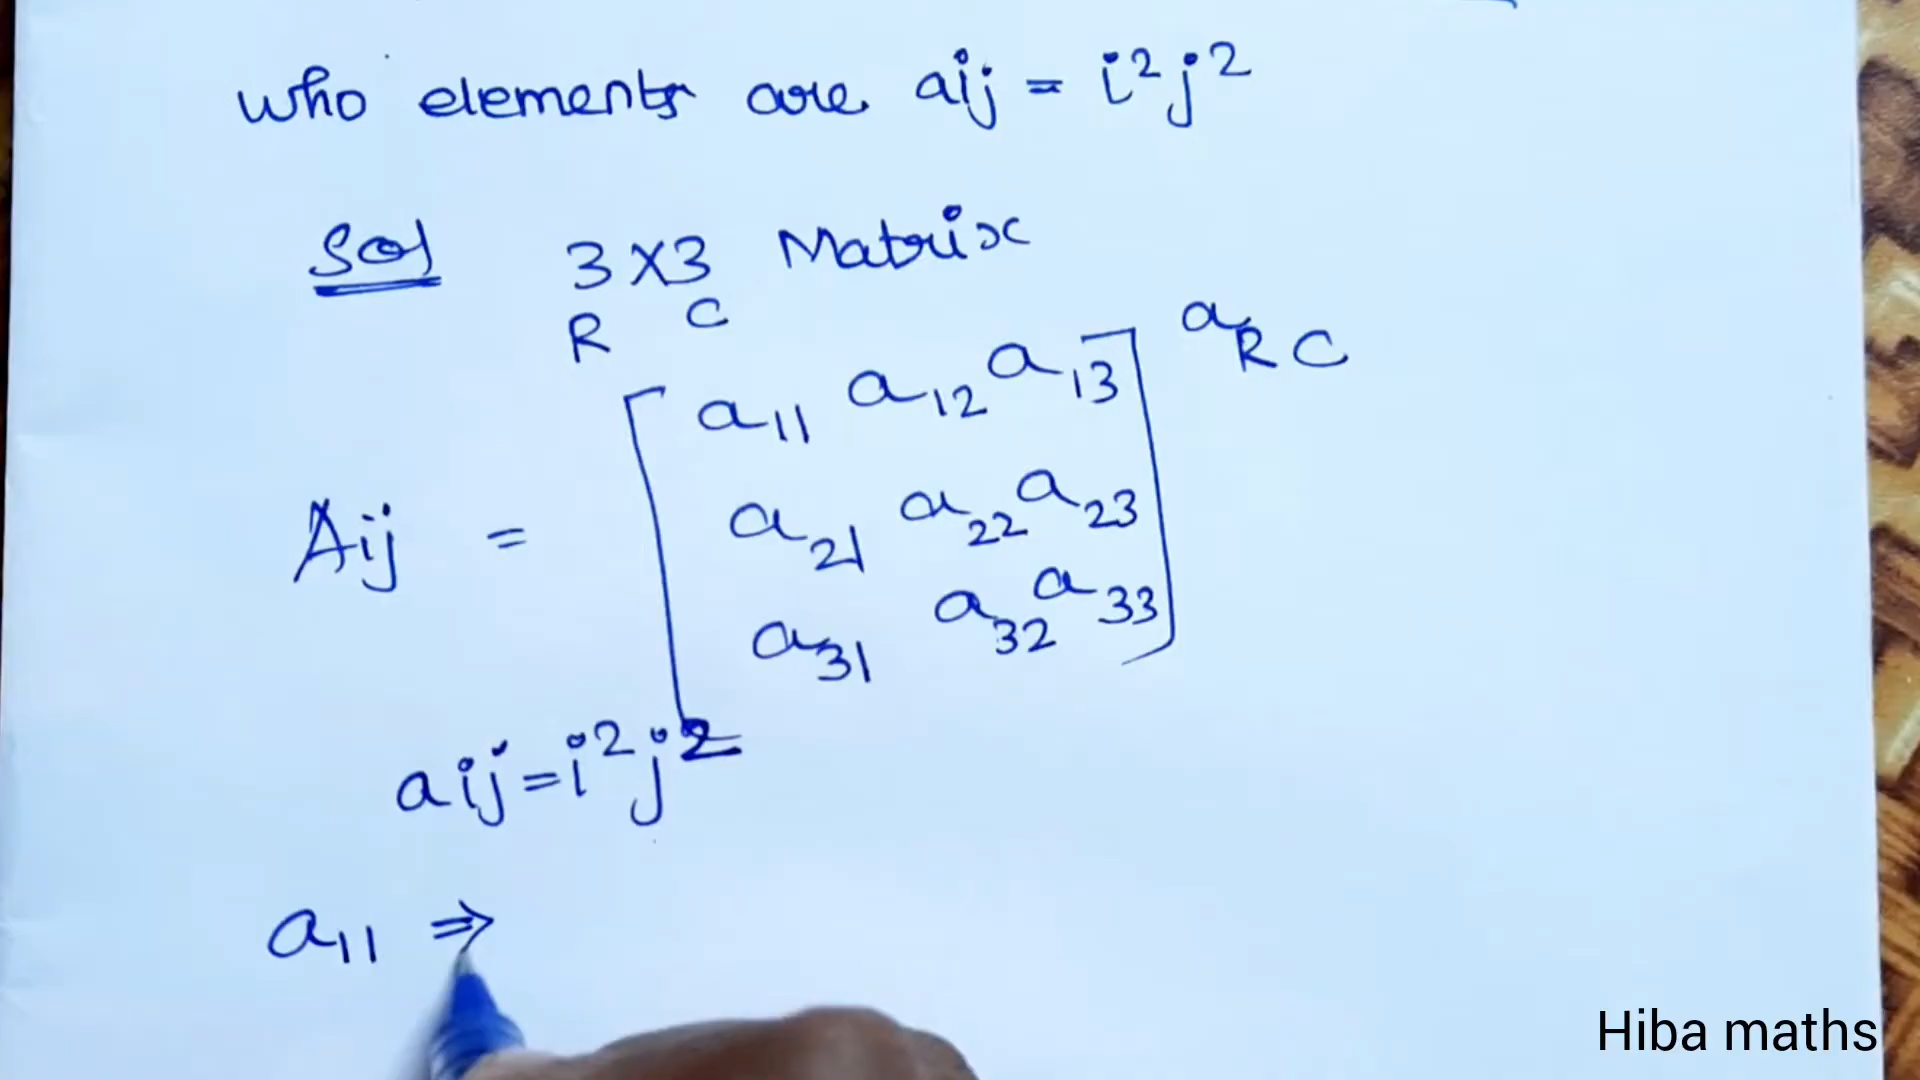 Who elements are aij = i²j²
Sol 3×3 Matrix
R C
a₁₁ a₁₂ a₁₃ aRC
Aij = a₂₁ a₂₂ a₂₃
a₃₁ a₃₂ a₃₃
aij = i²j²
a₁₁ ⇒
Hiba maths